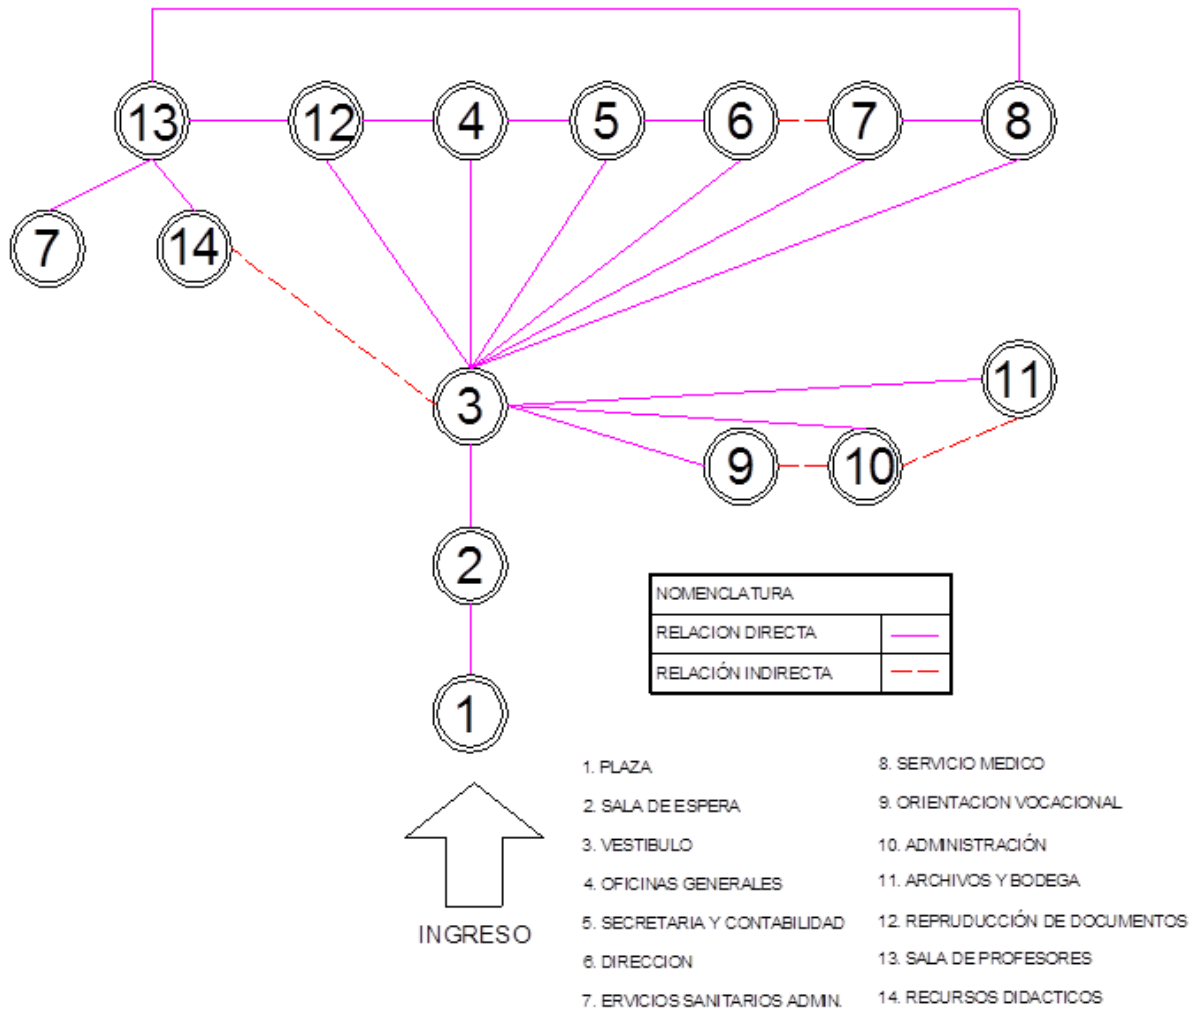 13
12
4
5
6
7
8
7
14
3
11
9
10
2
1
INGRESO
NOMENCLATURA
RELACION DIRECTA
RELACIÓN INDIRECTA
1. PLAZA
2. SALA DE ESPERA
3. VESTIBULO
4. OFICINAS GENERALES
5. SECRETARIA Y CONTABILIDAD
6. DIRECCION
7. ERVICIOS SANITARIOS ADMIN.
8. SERVICIO MEDICO
9. ORIENTACION VOCACIONAL
10. ADMINISTRACIÓN
11. ARCHIVOS Y BODEGA
12. REPRUDUCCIÓN DE DOCUMENTOS
13. SALA DE PROFESORES
14. RECURSOS DIDACTICOS